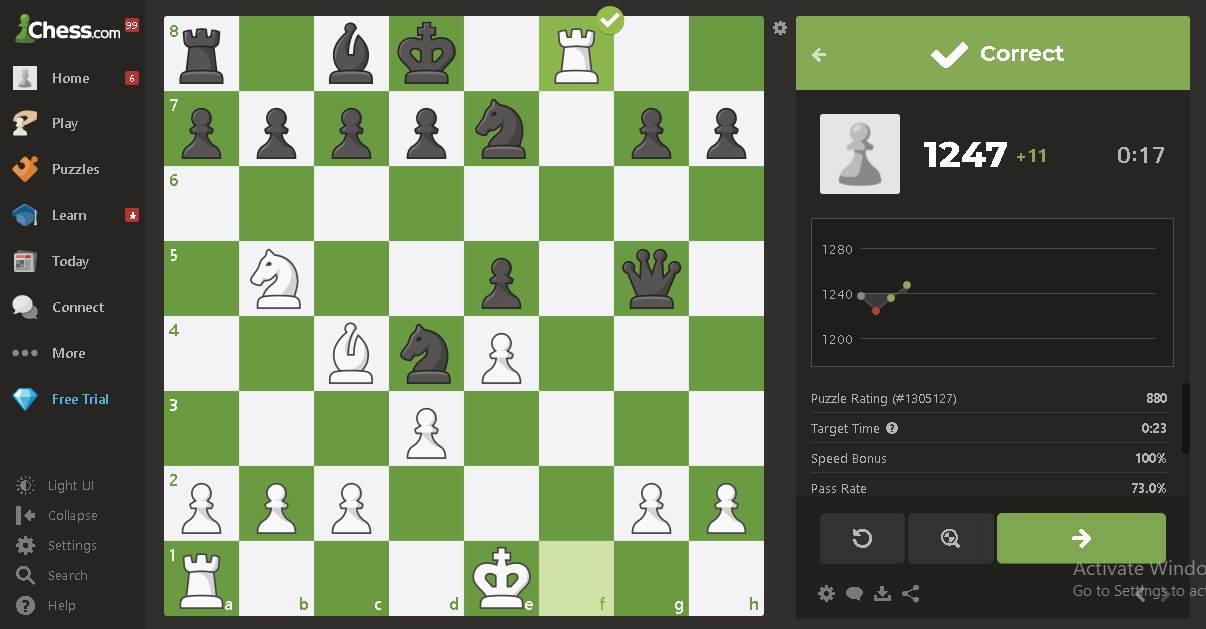 Chess.com 99
Home 6
Play
Puzzles
Learn
Today
Connect
More
Free Trial
Light UI
Collapse
Settings
Search
Help
8
7
6
5
4
3
2
1
a b c d e f g h
Correct
1247 +11 0:17
1280
1240
1200
Puzzle Rating (#1305127) 880
Target Time ? 0:23
Speed Bonus 100%
Pass Rate 73.0%
Activate Windo
Go to Settings to act